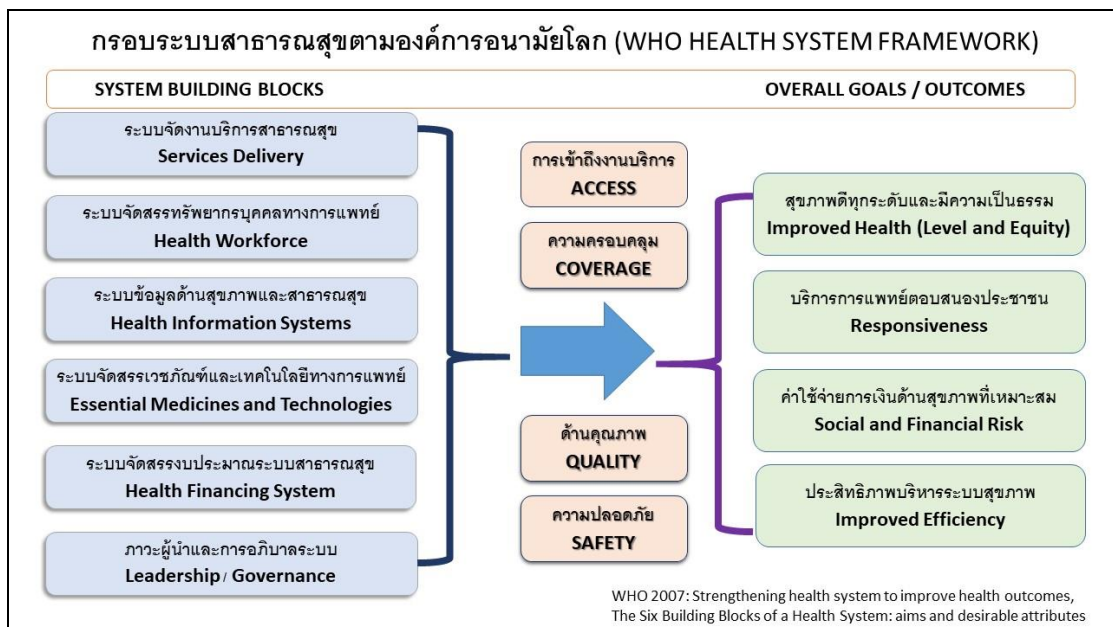 กรอบระบบสาธารณสุขตามองค์การอนามัยโลก (WHO HEALTH SYSTEM FRAMEWORK)
SYSTEM BUILDING BLOCKS
OVERALL GOALS / OUTCOMES
ระบบจัดงานบริการสาธารณสุข
Services Delivery
ระบบจัดสรรทรัพยากรบุคคลทางการแพทย์
Health Workforce
ระบบข้อมูลด้านสุขภาพและสาธารณสุข
Health Information Systems
ระบบจัดสรรเวชภัณฑ์และเทคโนโลยีทางการแพทย์
Essential Medicines and Technologies
ระบบจัดสรรงบประมาณระบบสาธารณสุข
Health Financing System
ภาวะผู้นำและการอภิบาลระบบ
Leadership / Governance
การเข้าถึงงานบริการ
ACCESS
ความครอบคลุม
COVERAGE
ด้านคุณภาพ
QUALITY
ความปลอดภัย
SAFETY
สุขภาพดีทุกระดับและมีความเป็นธรรม
Improved Health (Level and Equity)
บริการการแพทย์ตอบสนองประชาชน
Responsiveness
ค่าใช้จ่ายการเงินด้านสุขภาพที่เหมาะสม
Social and Financial Risk
ประสิทธิภาพบริหารระบบสุขภาพ
Improved Efficiency
WHO 2007: Strengthening health system to improve health outcomes,
The Six Building Blocks of a Health System: aims and desirable attributes